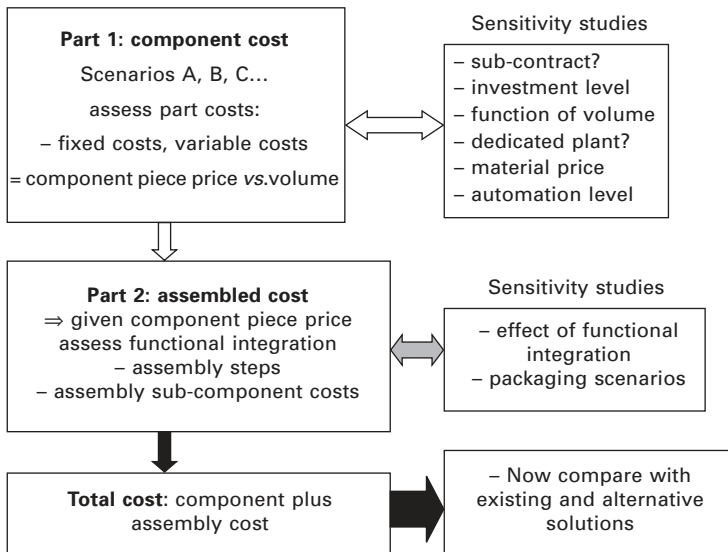 Part 1: component cost
Scenarios A, B, C...
assess part costs:
– fixed costs, variable costs
= component piece price vs.volume
Sensitivity studies
– sub-contract?
– investment level
– function of volume
– dedicated plant?
– material price
– automation level
Part 2: assembled cost
⇒ given component piece price
assess functional integration
– assembly steps
– assembly sub-component costs
Sensitivity studies
– effect of functional
integration
– packaging scenarios
Total cost: component plus
assembly cost
– Now compare with
existing and alternative
solutions